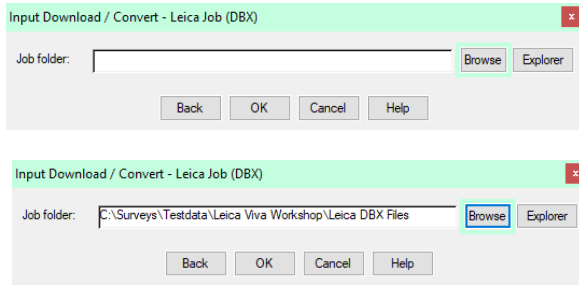 Input Download / Convert - Leica Job (DBX) x
Job folder: Browse Explorer
Back OK Cancel Help
Input Download / Convert - Leica Job (DBX) x
Job folder: C:\Surveys\Testdata\Leica Viva Workshop\Leica DBX Files Browse Explorer
Back OK Cancel Help